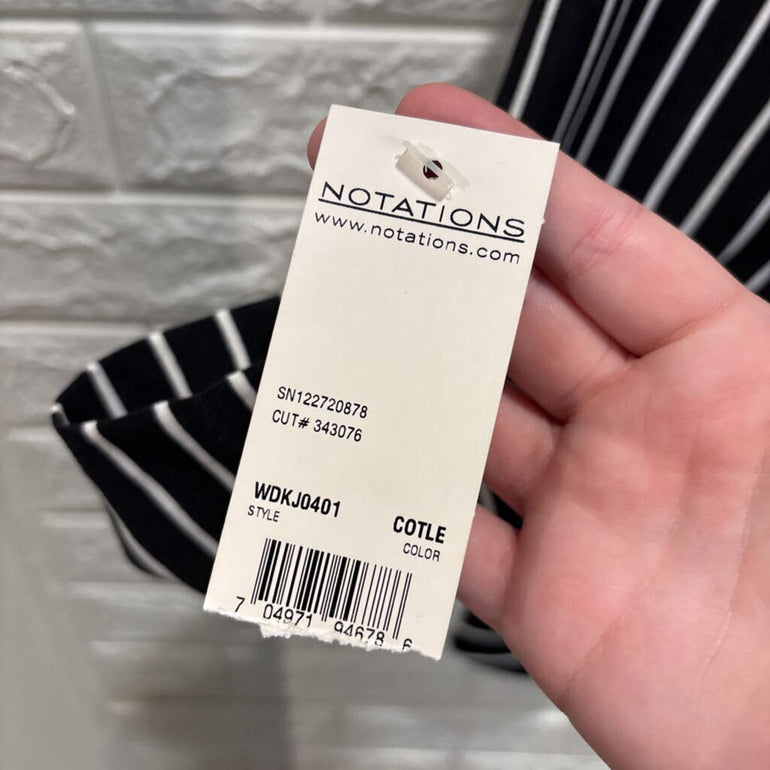 NOTATIONS
www.notations.com
SN122720878
CUT# 343076
WDKJ0401
STYLE
COTLE
COLOR
7 04971 94678 6